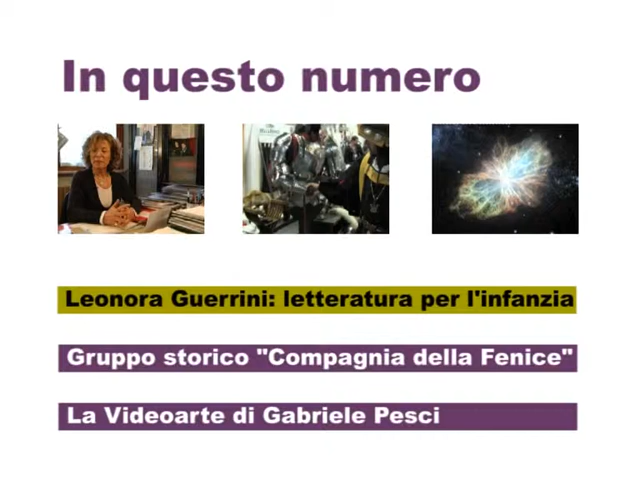 In questo numero
Leonora Guerrini: letteratura per l'infanzia
Gruppo storico "Compagnia della Fenice"
La Videoarte di Gabriele Pesci